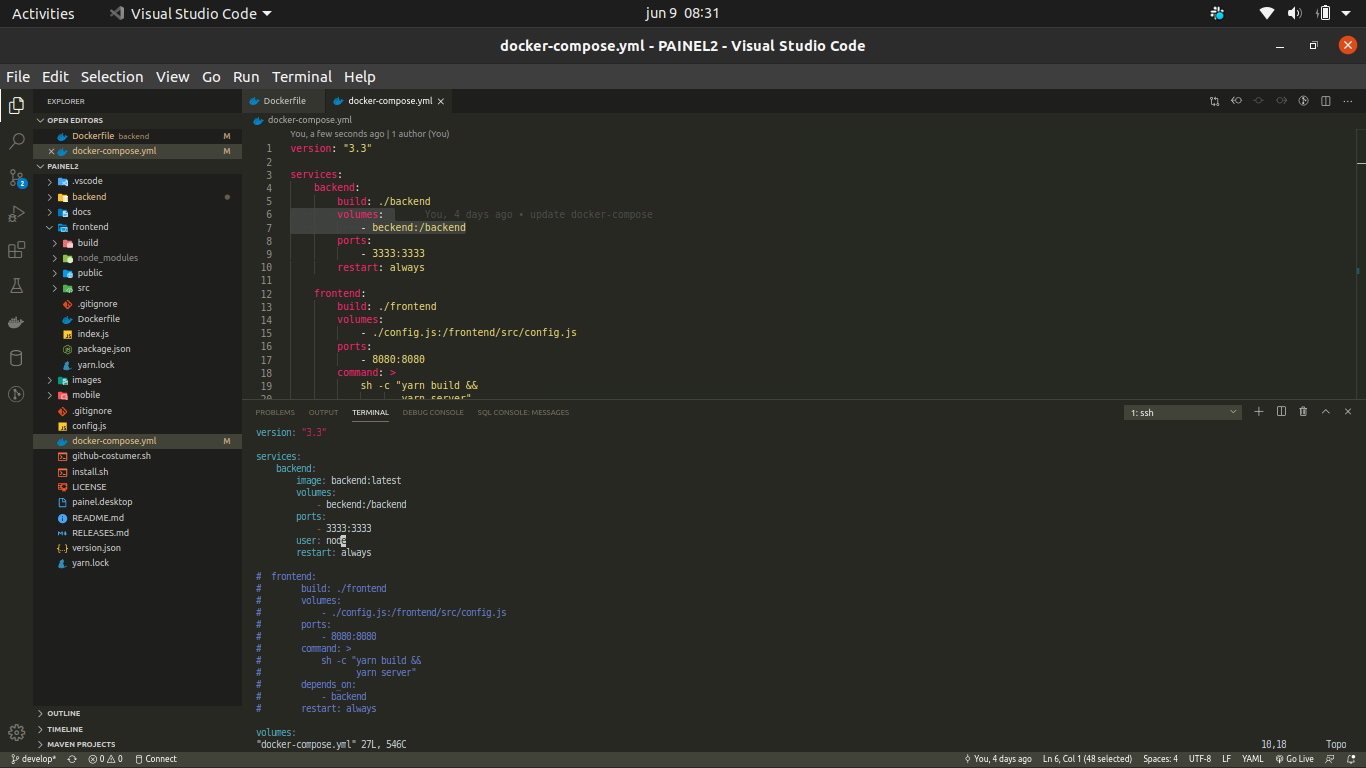 Activities Visual Studio Code jun 9 08:31
docker-compose.yml - PAINEL2 - Visual Studio Code
File Edit Selection View Go Run Terminal Help
EXPLORER
OPEN EDITORS
Dockerfile backend M
docker-compose.yml M
PAINEL2
.vscode
backend
docs
frontend
build
node_modules
public
src
.gitignore
Dockerfile
index.js
package.json
yarn.lock
images
mobile
.gitignore
config.js
docker-compose.yml M
github-costumer.sh
install.sh
LICENSE
painel.desktop
README.md
RELEASES.md
version.json
yarn.lock
OUTLINE
TIMELINE
MAVEN PROJECTS
2
Dockerfile docker-compose.yml
docker-compose.yml
You, a few seconds ago | 1 author (You)
1 version: "3.3"
2
3 services:
4 backend:
5 build: ./backend
6 volumes: You, 4 days ago • update docker-compose
7 - beckend:/backend
8 ports:
9 - 3333:3333
10 restart: always
11
12 frontend:
13 build: ./frontend
14 volumes:
15 - ./config.js:/frontend/src/config.js
16 ports:
17 - 8080:8080
18 command: >
19 sh -c "yarn build &&
20 yarn server"
PROBLEMS OUTPUT TERMINAL DEBUG CONSOLE SQL CONSOLE: MESSAGES 1: ssh
version: "3.3"
services:
backend:
image: backend:latest
volumes:
- beckend:/backend
ports:
- 3333:3333
user: node
restart: always
# frontend:
# build: ./frontend
# volumes:
# - ./config.js:/frontend/src/config.js
# ports:
# - 8080:8080
# command: >
# sh -c "yarn build &&
# yarn server"
# depends_on:
# - backend
# restart: always
volumes:
"docker-compose.yml" 27L, 546C 10,18 Topo
develop* 0 0 Connect You, 4 days ago Ln 6, Col 1 (48 selected) Spaces: 4 UTF-8 LF YAML Go Live